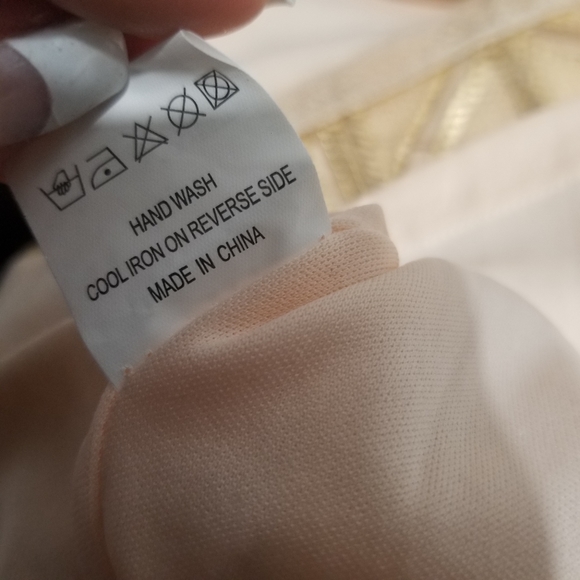 HAND WASH
COOL IRON ON REVERSE SIDE
MADE IN CHINA